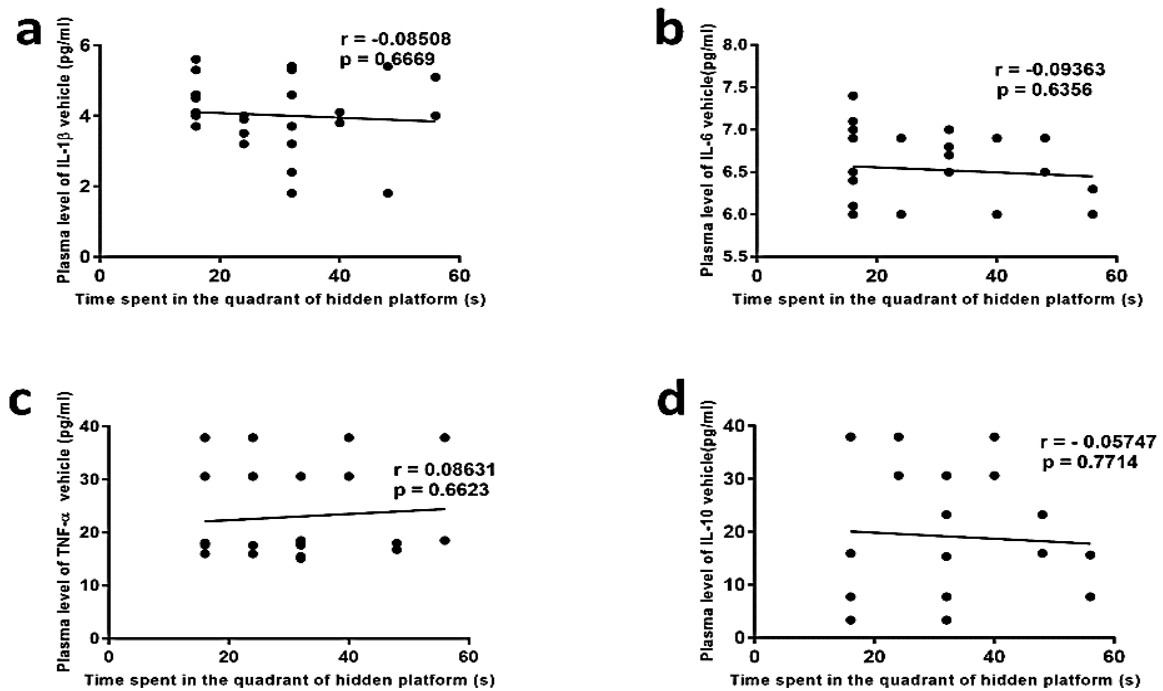 a
r = -0.08508
p = 0.6669
Plasma level of IL-1β vehicle (pg/ml)
6
4
2
0
0 20 40 60
Time spent in the quadrant of hidden platform (s)
b
r = -0.09363
p = 0.6356
Plasma level of IL-6 vehicle(pg/ml)
8.0
7.5
7.0
6.5
6.0
5.5
0 20 40 60
Time spent in the quadrant of hidden platform (s)
c
r = 0.08631
p = 0.6623
Plasma level of TNF-α vehicle (pg/ml)
40
30
20
10
0
0 20 40 60
Time spent in the quadrant of hidden platform (s)
d
r = - 0.05747
p = 0.7714
Plasma level of IL-10 vehicle(pg/ml)
40
30
20
10
0
0 20 40 60
Time spent in the quadrant of hidden platform (s)